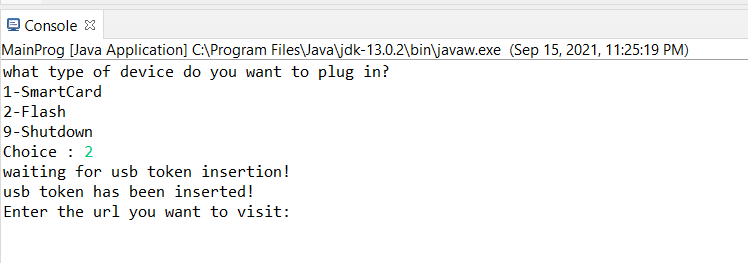 Console
MainProg [Java Application] C:\Program Files\Java\jdk-13.0.2\bin\javaw.exe (Sep 15, 2021, 11:25:19 PM)
what type of device do you want to plug in?
1-SmartCard
2-Flash
9-Shutdown
Choice : 2
waiting for usb token insertion!
usb token has been inserted!
Enter the url you want to visit: